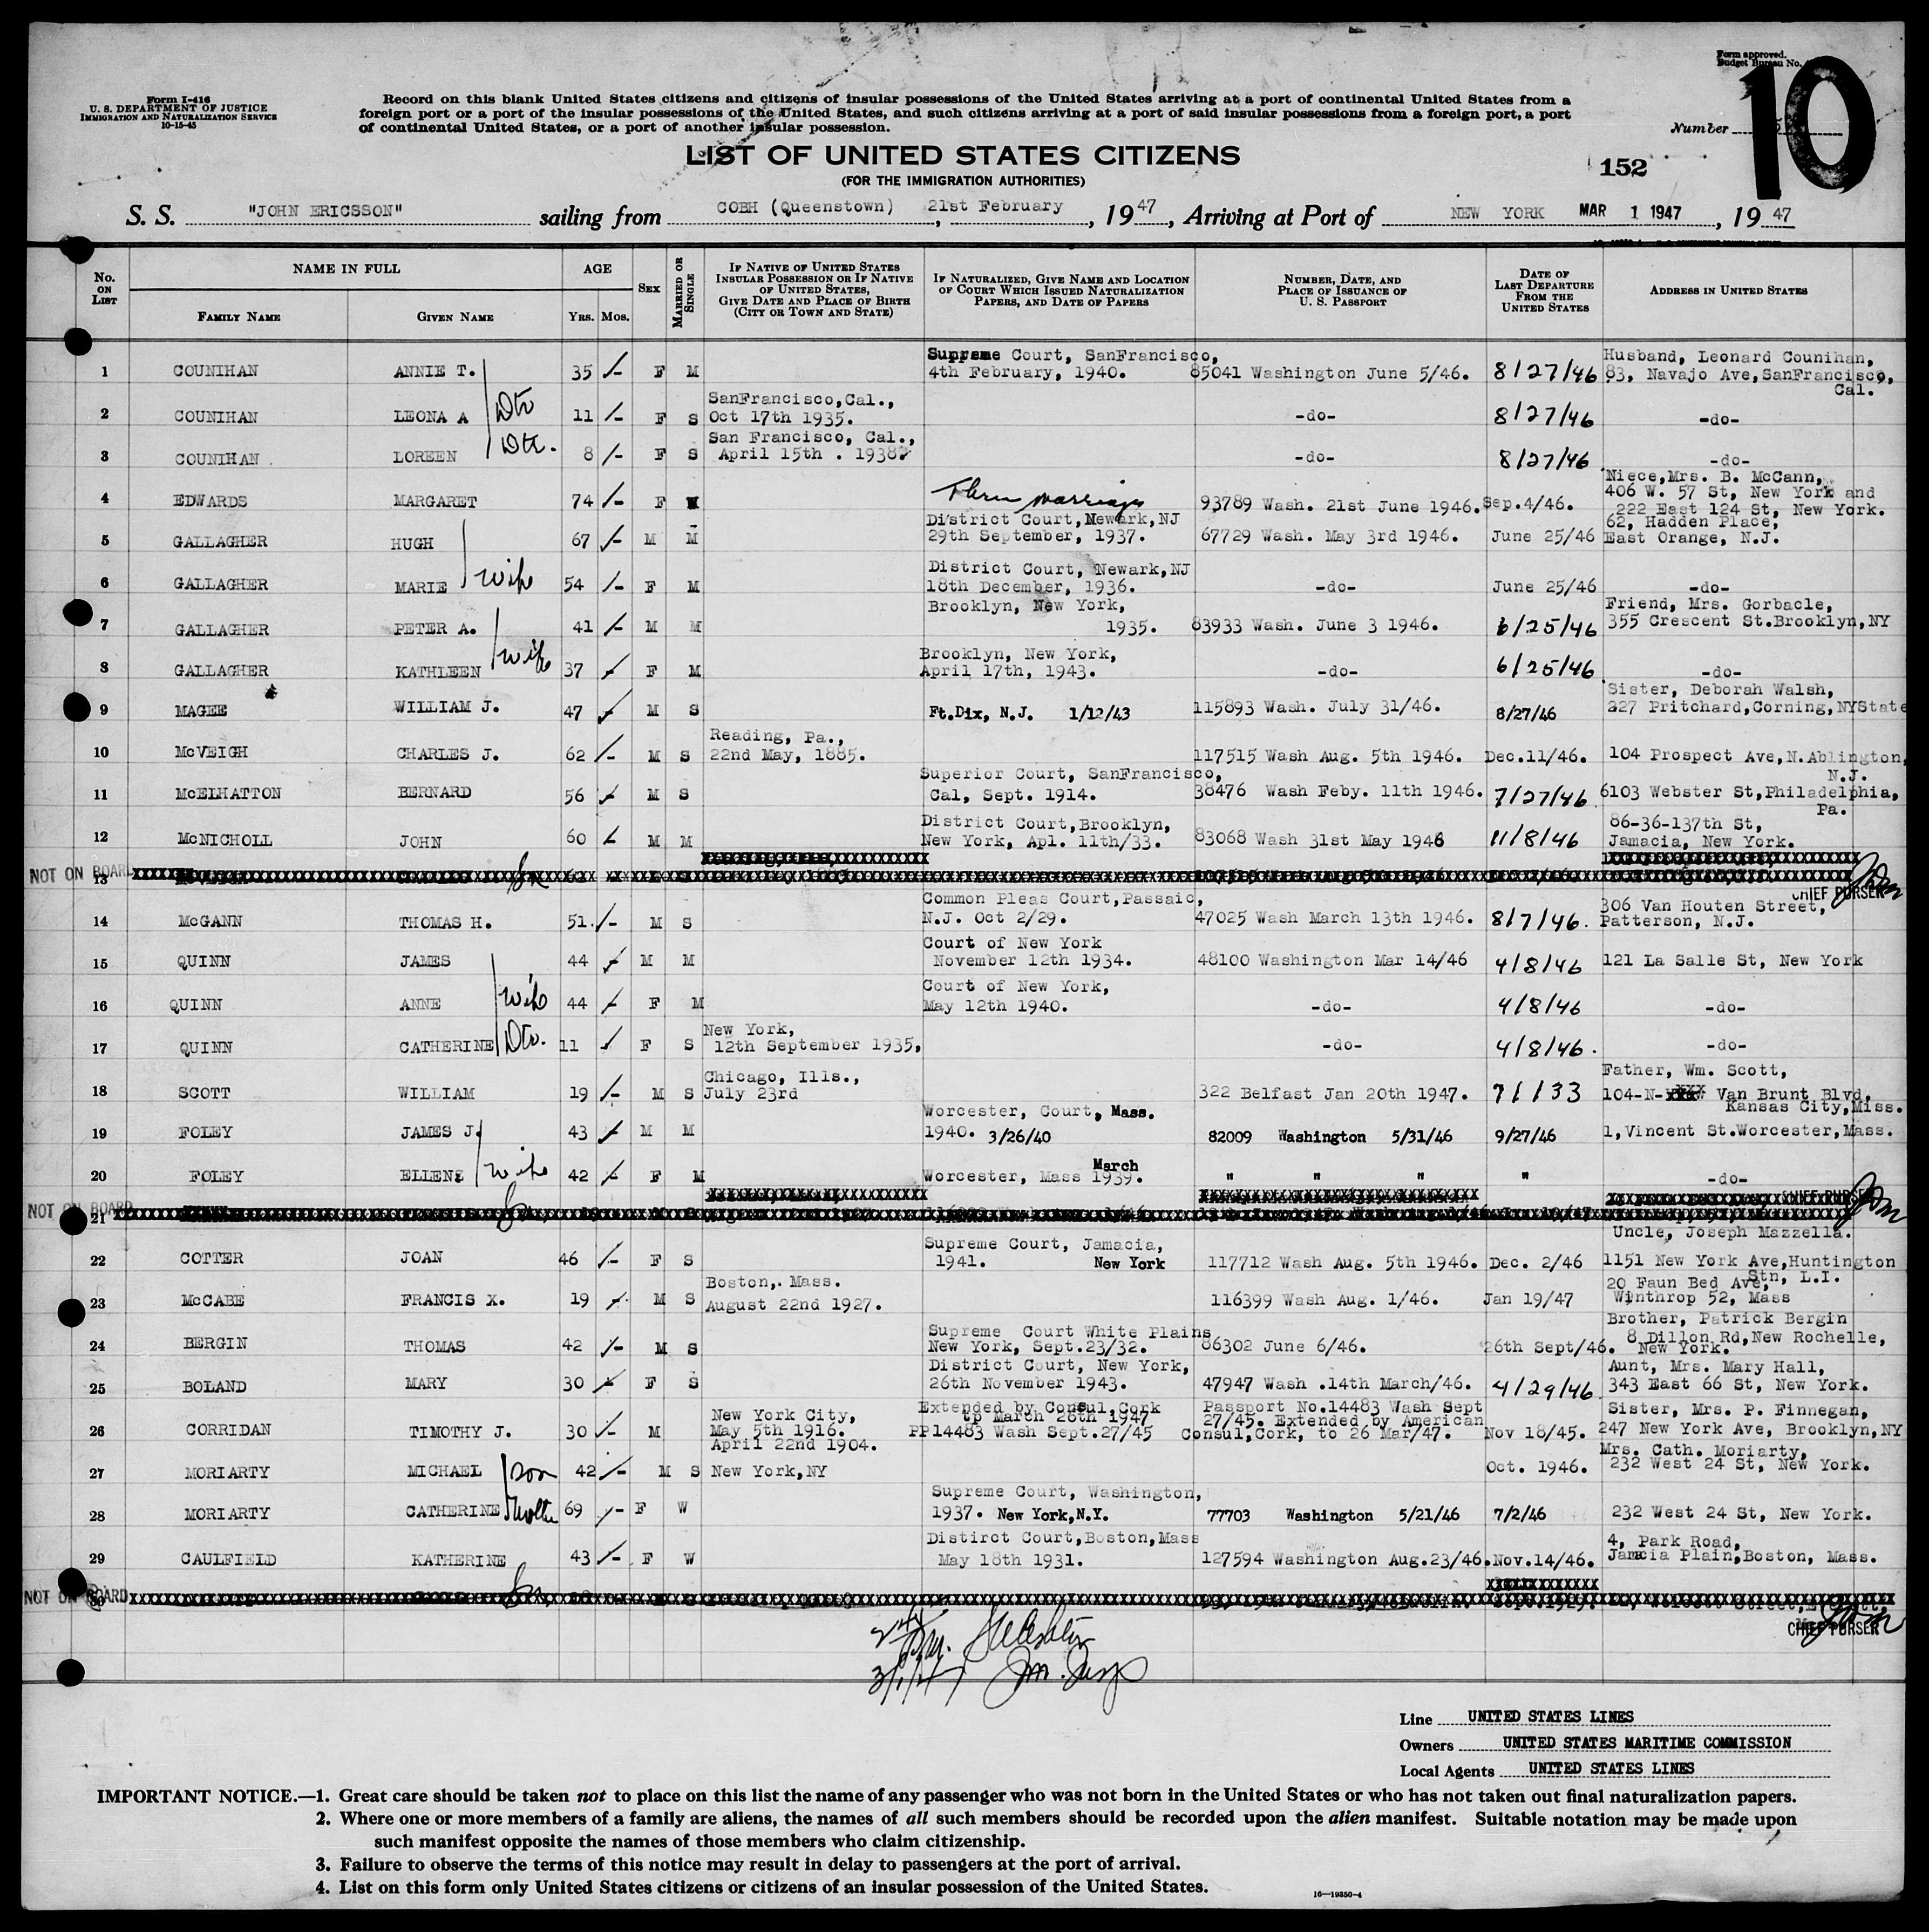 Form approved.
Budget Bureau No.
10
Form I-416
U. S. DEPARTMENT OF JUSTICE
IMMIGRATION AND NATURALIZATION SERVICE
10-15-45
Record on this blank United States citizens and citizens of insular possessions of the United States arriving at a port of continental United States from a
foreign port or a port of the insular possessions of the United States, and such citizens arriving at a port of said insular possessions from a foreign port, a port
of continental United States, or a port of another insular possession.
Number
LIST OF UNITED STATES CITIZENS
(FOR THE IMMIGRATION AUTHORITIES)
152
S. S. "JOHN ERICSSON" sailing from COBH (Queenstown) 21st February, 1947, Arriving at Port of NEW YORK MAR 1 1947, 1947
No. ON LIST
NAME IN FULL
FAMILY NAME
GIVEN NAME
AGE
YRS. MOS.
SEX
MARRIED OR SINGLE
IF NATIVE OF UNITED STATES INSULAR POSSESSION OR IF NATIVE OF UNITED STATES, GIVE DATE AND PLACE OF BIRTH (CITY OR TOWN AND STATE)
IF NATURALIZED, GIVE NAME AND LOCATION OF COURT WHICH ISSUED NATURALIZATION PAPERS, AND DATE OF PAPERS
NUMBER, DATE, AND PLACE OF ISSUANCE OF U. S. PASSPORT
DATE OF LAST DEPARTURE FROM THE UNITED STATES
ADDRESS IN UNITED STATES
1 COUNIHAN ANNIE T. 35 - F M Supreme Court, SanFrancisco, 4th February, 1940. 85041 Washington June 5/46. 8/27/46 Husband, Leonard Counihan, 83, Navajo Ave,SanFrancisco, Cal.
2 COUNIHAN LEONA A Dtr 11 - F S SanFrancisco,Cal., Oct 17th 1935. -do- 8/27/46 -do-
3 COUNIHAN LOREEN Dtr. 8 - F S San Francisco, Cal., April 15th . 1938 -do- 8/27/46 -do-
4 EDWARDS MARGARET 74 - F Thru marriage 93789 Wash. 21st June 1946. Sep.4/46. Niece,Mrs. B. McCann, 406 W. 57 St, New York and 222 East 124 St, New York.
5 GALLAGHER HUGH 67 - M M District Court,Newark,NJ 29th September, 1937. 67729 Wash. May 3rd 1946. June 25/46 62, Hadden Place, East Orange, N.J.
6 GALLAGHER MARIE wife 54 - F M District Court, Newark,NJ 18th December, 1936. -do- June 25/46 -do-
7 GALLAGHER PETER A. 41 - M M Brooklyn, New York, 1935. 83933 Wash. June 3 1946. 6/25/46 Friend, Mrs. Gorbacle, 355 Crescent St.Brooklyn,NY
8 GALLAGHER KATHLEEN wife 37 - F M Brooklyn, New York, April 17th, 1943. -do- 6/25/46 -do-
9 MAGEE WILLIAM J. 47 - M S Ft.Dix, N.J. 1/12/43 115893 Wash. July 31/46. 8/27/46 Sister, Deborah Walsh, 327 Pritchard,Corning,NYState
10 McVEIGH CHARLES J. 62 - M S Reading, Pa., 22nd May, 1885. 117515 Wash Aug. 5th 1946. Dec.11/46. 104 Prospect Ave,N.Ablington, N.J.
11 McELHATTON BERNARD 56 - M S Superior Court, SanFrancisco, Cal, Sept. 1914. 38476 Wash Feby. 11th 1946. 7/27/46 6103 Webster St,Philadelphia, Pa.
12 McNICHOLL JOHN 60 - M M District Court,Brooklyn, New York, Apl. 11th/33. 83068 Wash 31st May 1946 11/8/46 86-36-137th St, Jamacia, New York.
NOT ON BOARD 13
CHIEF PURSER
14 McGANN THOMAS H. 51. - M S Common Pleas Court,Passaic, N.J. Oct 2/29. 47025 Wash March 13th 1946. 8/7/46. 306 Van Houten Street, Patterson, N.J.
15 QUINN JAMES 44 - M M Court of New York November 12th 1934. 48100 Washington Mar 14/46 4/8/46 121 La Salle St, New York
16 QUINN ANNE wife 44 - F M Court of New York, May 12th 1940. -do- 4/8/46 -do-
17 QUINN CATHERINE Dtr. 11 F S New York, 12th September 1935, -do- 4/8/46. -do-
18 SCOTT WILLIAM 19 - M S Chicago, Ills., July 23rd 322 Belfast Jan 20th 1947. 7/ /33 Father, Wm. Scott, 104-N- Van Brunt Blvd, Kansas City,Miss.
19 FOLEY JAMES J. 43 - M M Worcester, Court, Mass. 1940. 3/26/40 82009 Washington 5/31/46 9/27/46 1,Vincent St.Worcester,Mass.
20 FOLEY ELLEN wife 42 - F M Worcester, Mass March 1939. " " " " " -do-
NOT ON BOARD 21
CHIEF PURSER
22 COTTER JOAN 46 - F S Supreme Court, Jamacia, 1941. New York 117712 Wash Aug. 5th 1946. Dec. 2/46 Uncle, Joseph Mazzella. 1151 New York Ave,Huntington Stn, L.I.
23 McCABE FRANCIS X. 19 - M S Boston,. Mass. August 22nd 1927. 116399 Wash Aug. 1/46. Jan 19/47 20 Faun Bed Ave, Winthrop 52, Mass
24 BERGIN THOMAS 42 - M S Supreme Court White Plains New York, Sept.23/32. 86302 June 6/46. 26th Sept/46. Brother, Patrick Bergin 8 Dillon Rd,New Rochelle, New York.
25 BOLAND MARY 30 - F S District Court, New York, 26th November 1943. 47947 Wash .14th March/46. 4/29/46 Aunt, Mrs. Mary Hall, 343 East 66 St, New York.
26 CORRIDAN TIMOTHY J. 30 - M New York City, May 5th 1916. Extended by Consul,Cork tp March 26th 1947 PP14483 Wash Sept.27/45 Passport No.14483 Wash Sept 27/45. Extended by American Consul,Cork, to 26 Mar/47. Nov 18/45. Sister, Mrs. P. Finnegan, 247 New York Ave, Brooklyn,NY
27 MORIARTY MICHAEL son 42 - M S April 22nd 1904. New York,NY Oct. 1946. Mrs. Cath. Moriarty, 232 West 24 St, New York.
28 MORIARTY CATHERINE Mother 69 - F W Supreme Court, Washington, 1937. New York,N.Y. 77703 Washington 5/21/46 7/2/46 232 West 24 St, New York.
29 CAULFIELD KATHERINE 43 - F W Distirct Court,Boston,Mass May 18th 1931. 127594 Washington Aug.23/46. Nov.14/46. 4, Park Road, Jamcia Plain,Boston, Mass.
NOT ON BOARD 30
CHIEF PURSER
3/1/47
Line UNITED STATES LINES
Owners UNITED STATES MARITIME COMMISSION
Local Agents UNITED STATES LINES
IMPORTANT NOTICE.—1. Great care should be taken not to place on this list the name of any passenger who was not born in the United States or who has not taken out final naturalization papers.
2. Where one or more members of a family are aliens, the names of all such members should be recorded upon the alien manifest. Suitable notation may be made upon
such manifest opposite the names of those members who claim citizenship.
3. Failure to observe the terms of this notice may result in delay to passengers at the port of arrival.
4. List on this form only United States citizens or citizens of an insular possession of the United States.
16—19350-4